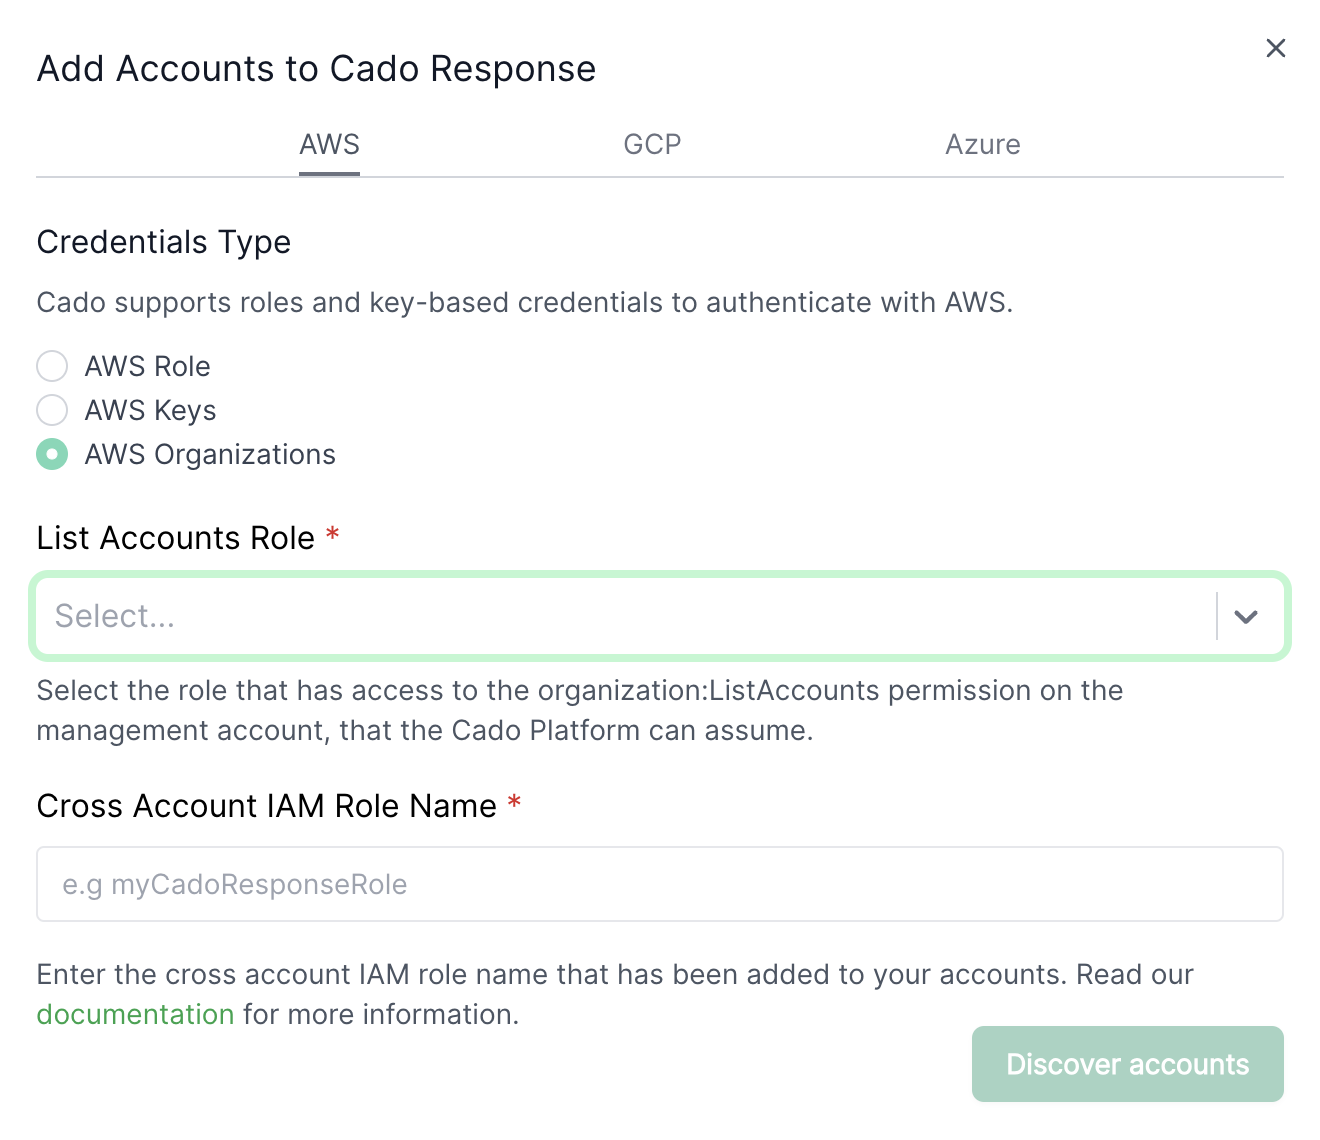 Add Accounts to Cado Response
AWS
GCP
Azure
Credentials Type
Cado supports roles and key-based credentials to authenticate with AWS.
AWS Role
AWS Keys
AWS Organizations
List Accounts Role *
Select...
Select the role that has access to the organization:ListAccounts permission on the
management account, that the Cado Platform can assume.
Cross Account IAM Role Name *
e.g myCadoResponseRole
Enter the cross account IAM role name that has been added to your accounts. Read our
documentation for more information.
Discover accounts